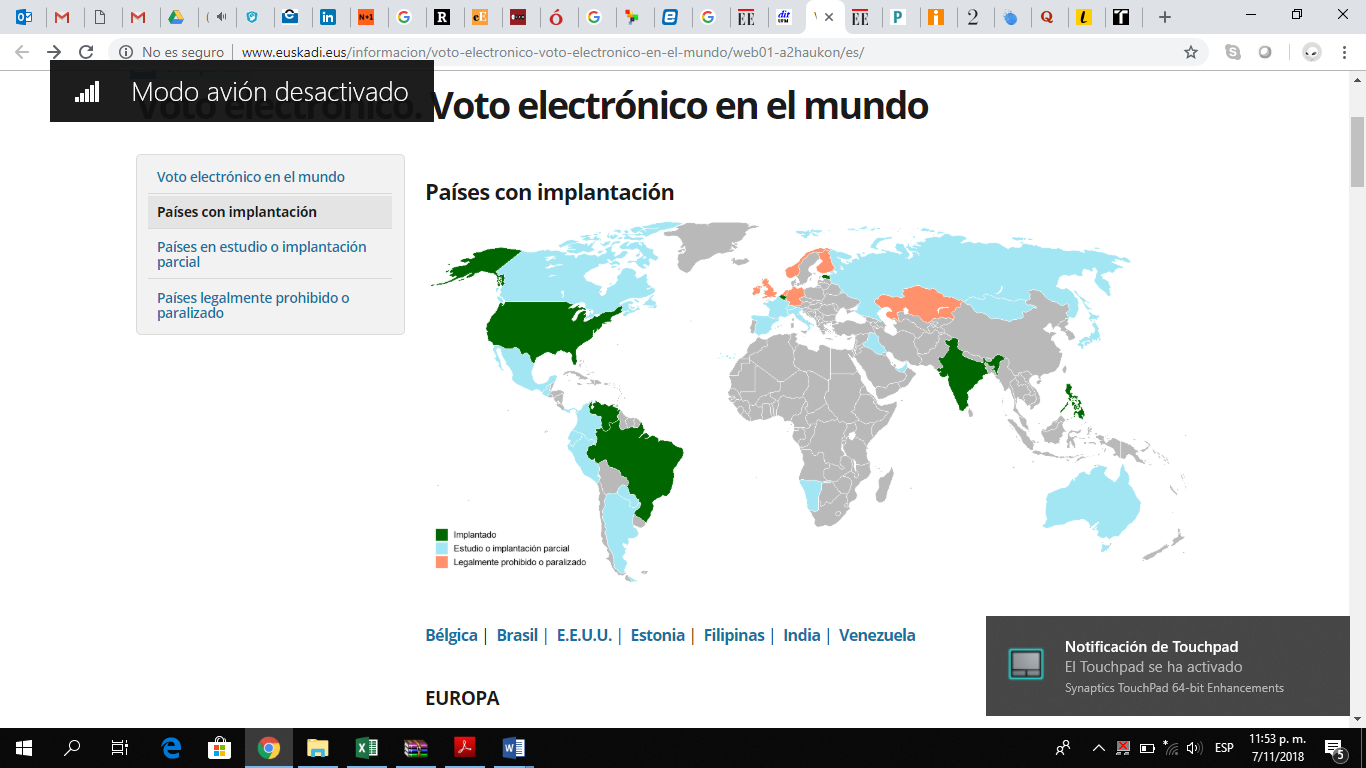 No es seguro
www.euskadi.eus/informacion/voto-electronico-voto-electronico-en-el-mundo/web01-a2haukon/es/
Modo avión desactivado
Voto electrónico. Voto electrónico en el mundo
Voto electrónico en el mundo
Países con implantación
Países en estudio o implantación
parcial
Países legalmente prohibido o
paralizado
Países con implantación
Implantado
Estudio o implantación parcial
Legalmente prohibido o paralizado
Bélgica | Brasil | E.E.U.U. | Estonia | Filipinas | India | Venezuela
EUROPA
Notificación de Touchpad
El Touchpad se ha activado
Synaptics TouchPad 64-bit Enhancements
ESP
11:53 p. m.
7/11/2018
5